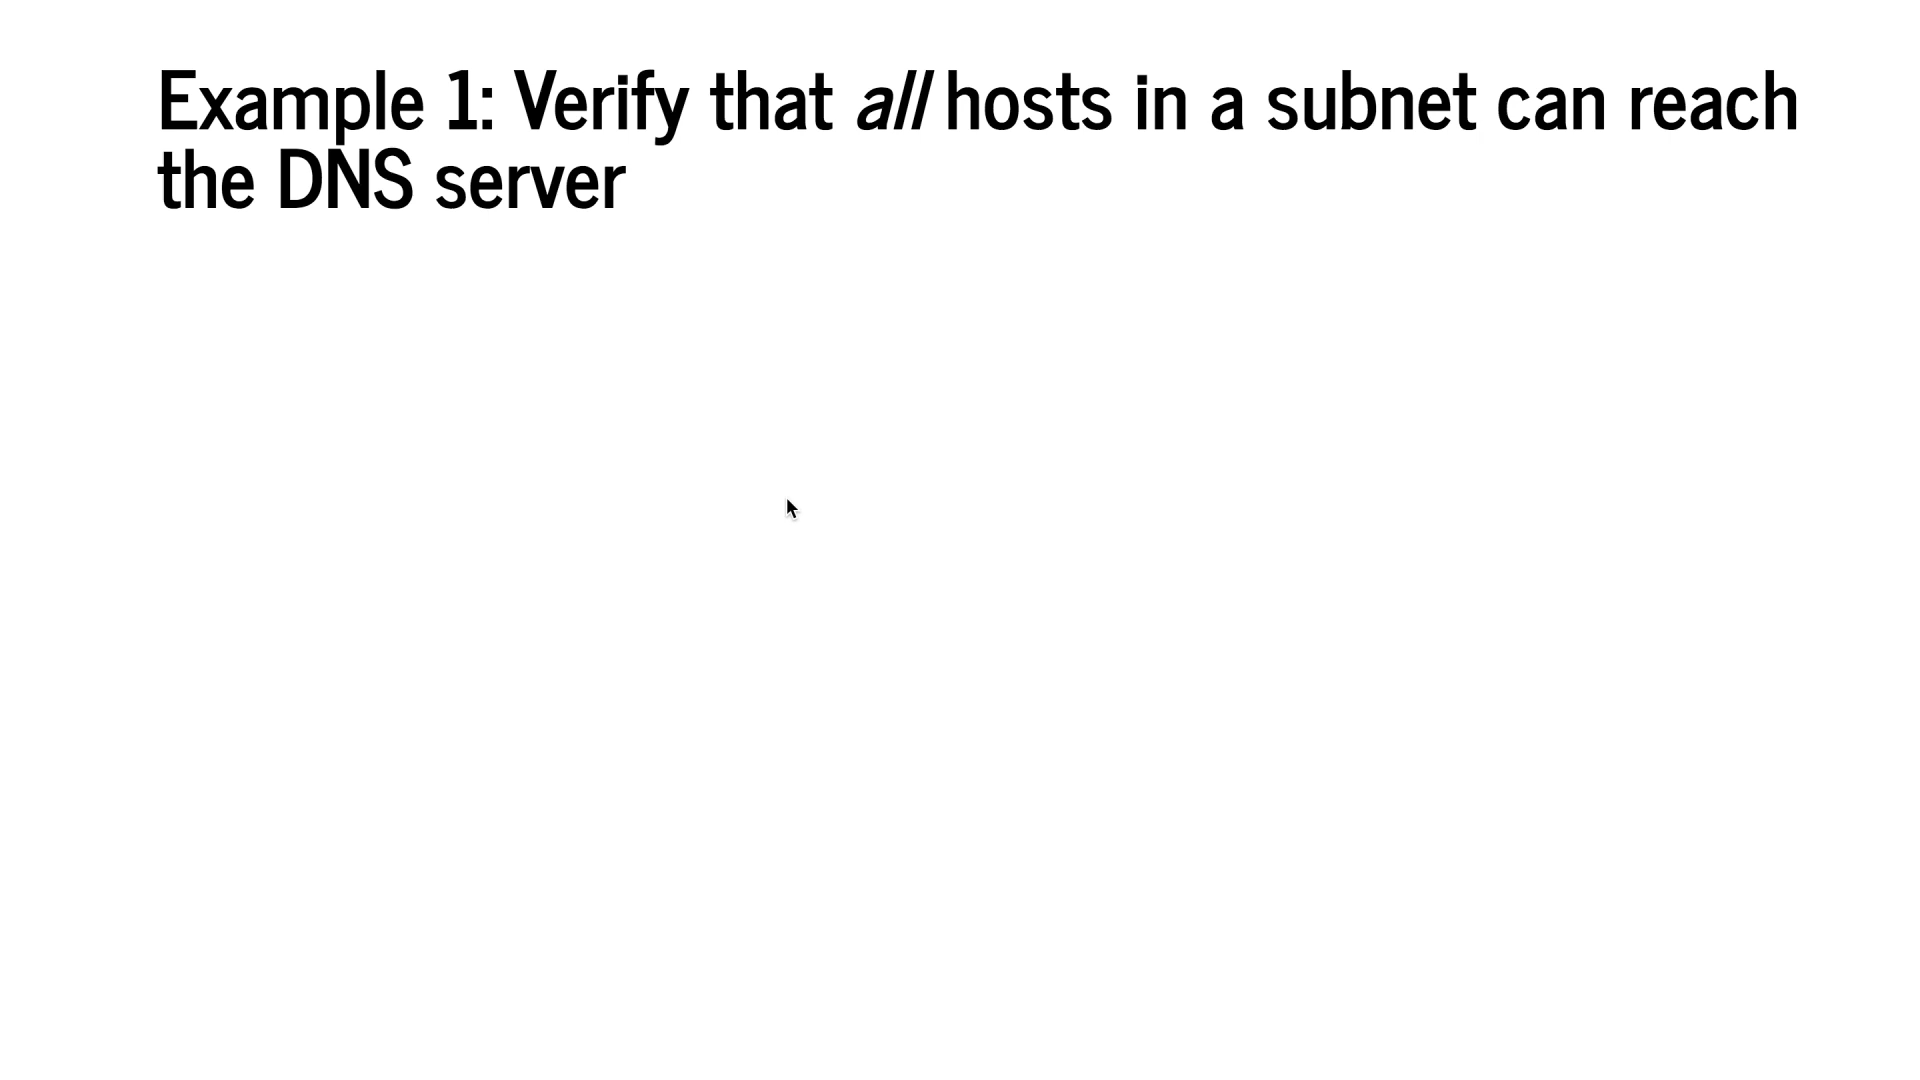 Example 1: Verify that all hosts in a subnet can reach
the DNS server